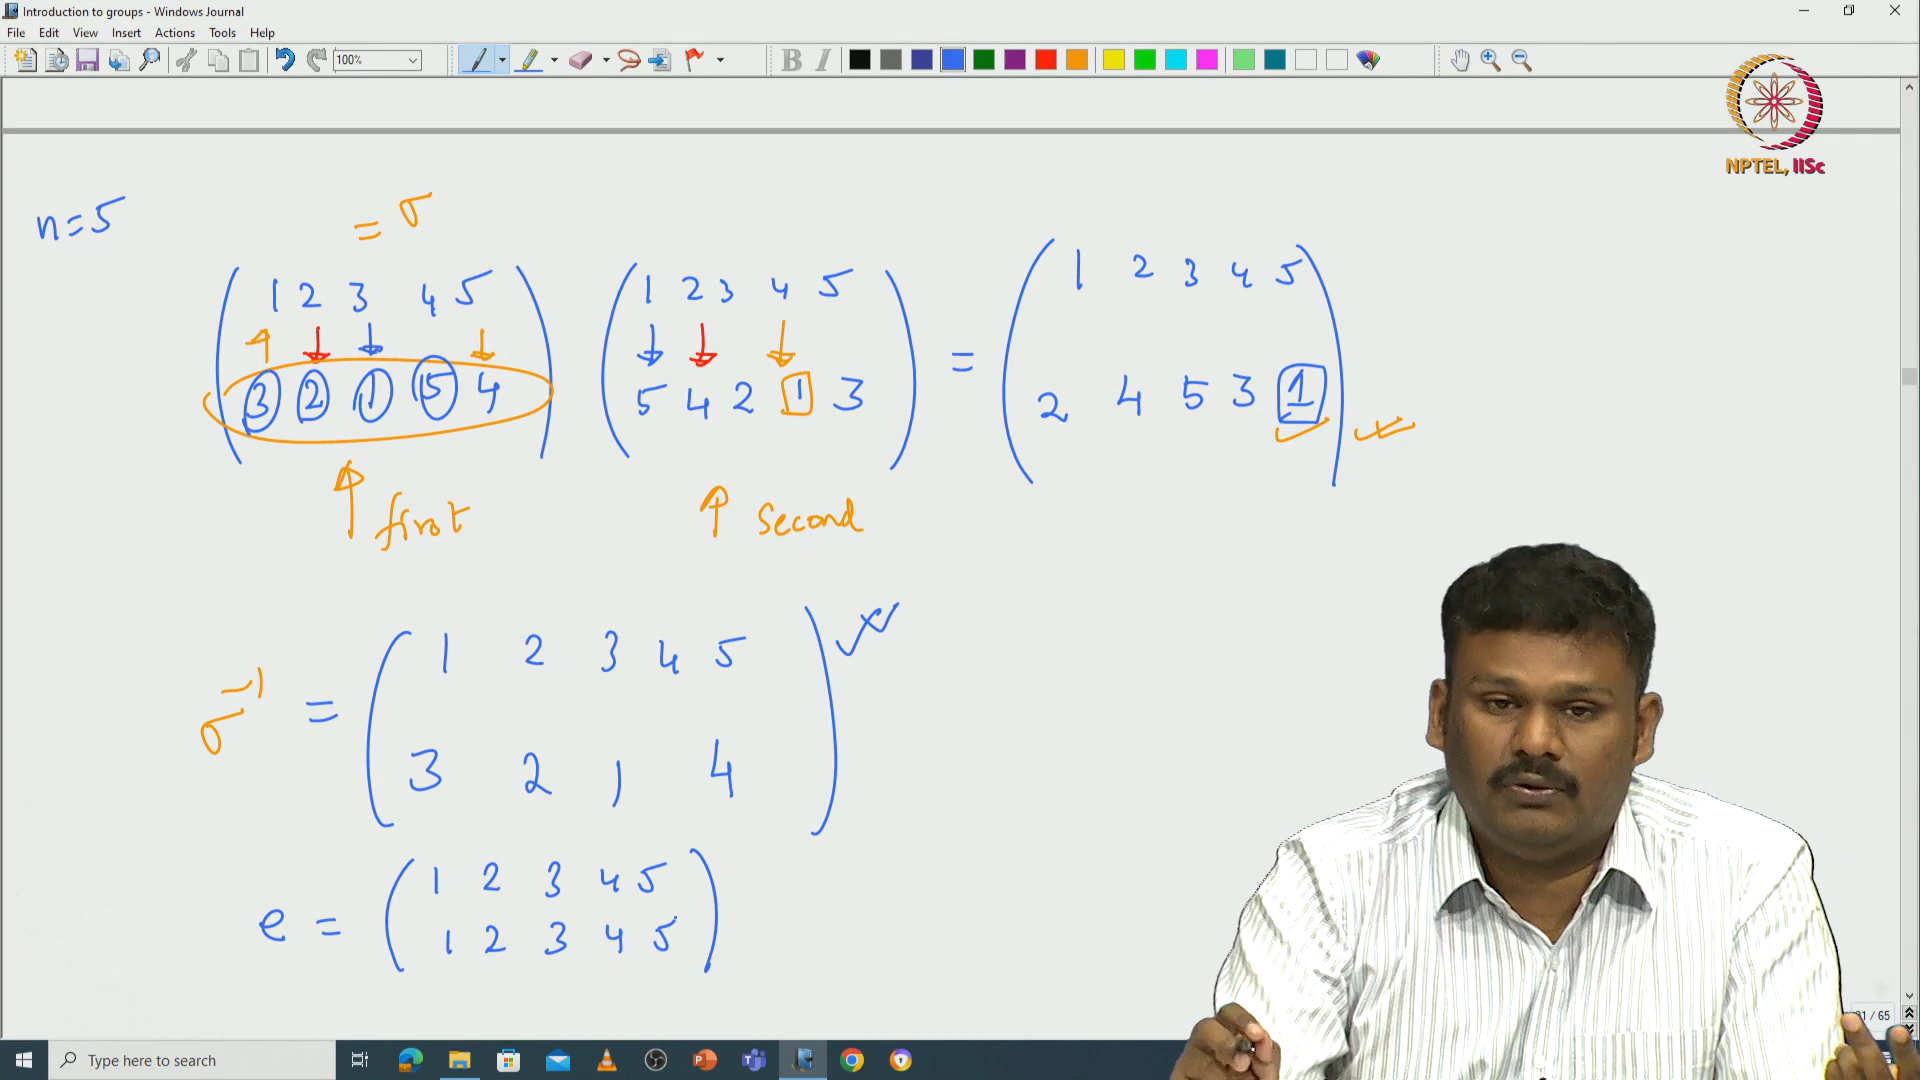 Introduction to groups - Windows Journal
File Edit View Insert Actions Tools Help
100%
B I
NPTEL, IISc
n=5
= σ
1 2 3 4 5
3 2 1 5 4
first
1 2 3 4 5
5 4 2 1 3
second
=
1 2 3 4 5
2 4 5 3 1
σ⁻¹ =
1 2 3 4 5
3 2 1 4
e =
1 2 3 4 5
1 2 3 4 5
/ 65
Type here to search